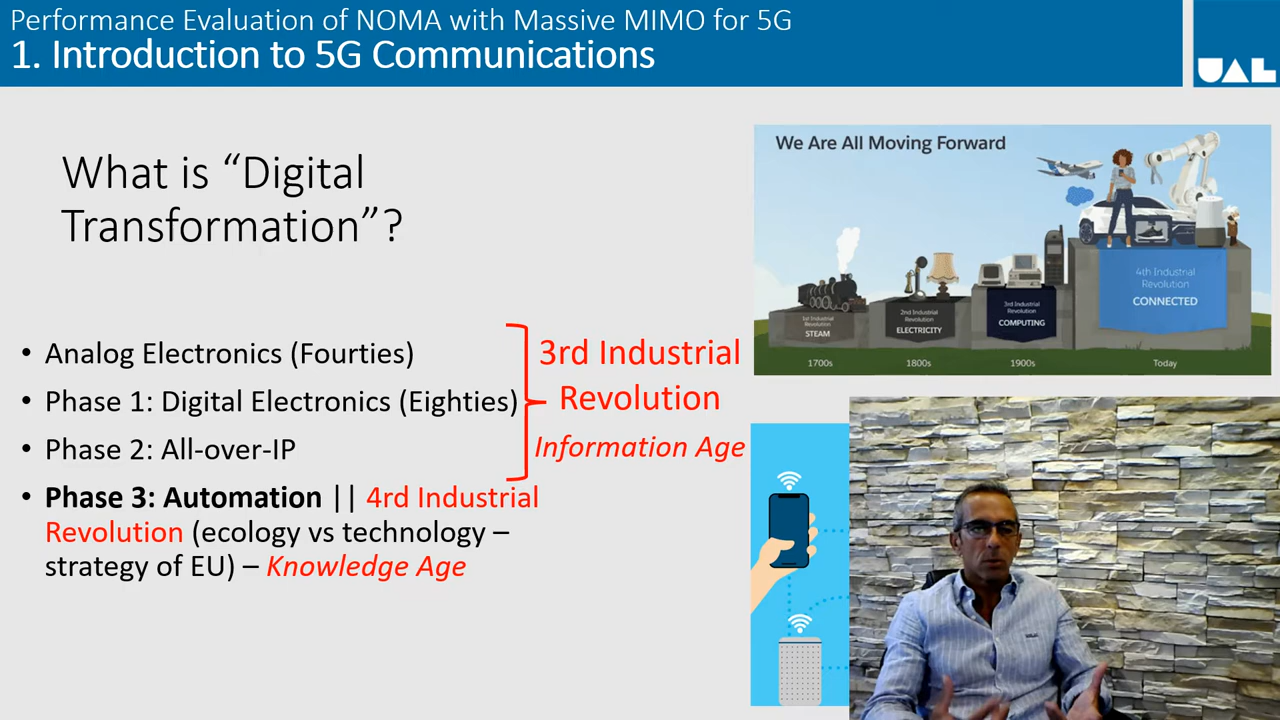 Performance Evaluation of NOMA with Massive MIMO for 5G
1. Introduction to 5G Communications
UAL
What is “Digital
Transformation”?
• Analog Electronics (Fourties)
• Phase 1: Digital Electronics (Eighties)
• Phase 2: All-over-IP
• Phase 3: Automation || 4rd Industrial
Revolution (ecology vs technology –
strategy of EU) – Knowledge Age
3rd Industrial
Revolution
Information Age
We Are All Moving Forward
1st Industrial
Revolution
STEAM
2nd Industrial
Revolution
ELECTRICITY
3rd Industrial
Revolution
COMPUTING
4th Industrial
Revolution
CONNECTED
1700s
1800s
1900s
Today